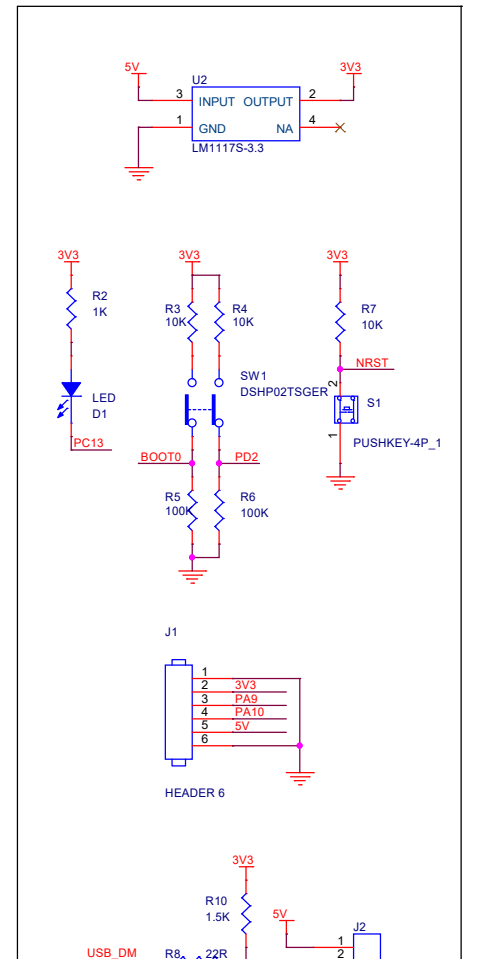 5V
3V3
U2
3 INPUT OUTPUT 2
1 GND NA 4
LM1117S-3.3
3V3
3V3
3V3
R2
1K
R3
10K
R4
10K
R7
10K
NRST
LED
D1
SW1
DSHP02TSGER
2
S1
1
PUSHKEY-4P_1
PC13
BOOT0
PD2
R5
100K
R6
100K
J1
1
2 3V3
3 PA9
4 PA10
5 5V
6
HEADER 6
3V3
R10
1.5K
5V
J2
1
2
USB_DM
R8 22R